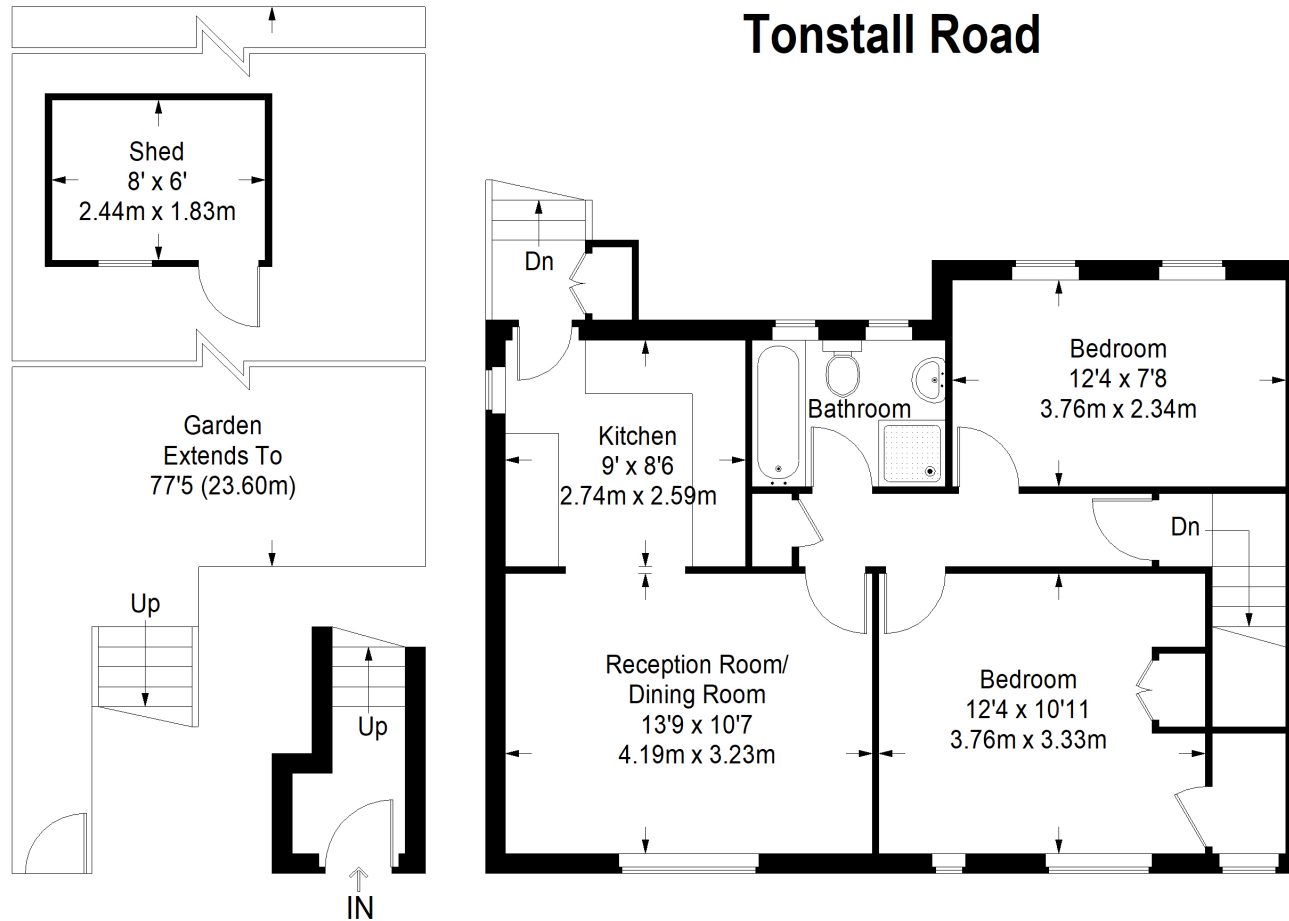 Tonstall Road
Shed
8' x 6'
2.44m x 1.83m
Dn
Bedroom
12'4 x 7'8
3.76m x 2.34m
Bathroom
Garden
Extends To
77'5 (23.60m)
Kitchen
9' x 8'6
2.74m x 2.59m
Dn
Up
Reception Room/
Dining Room
13'9 x 10'7
4.19m x 3.23m
Bedroom
12'4 x 10'11
3.76m x 3.33m
Up
IN